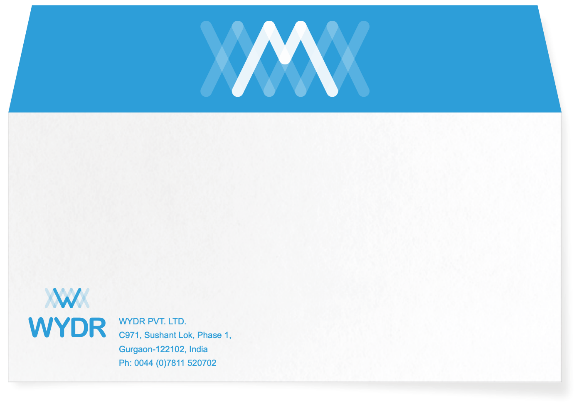 WYDR
WYDR PVT. LTD.
C971, Sushant Lok, Phase 1,
Gurgaon-122102, India
Ph: 0044 (0)7811 520702